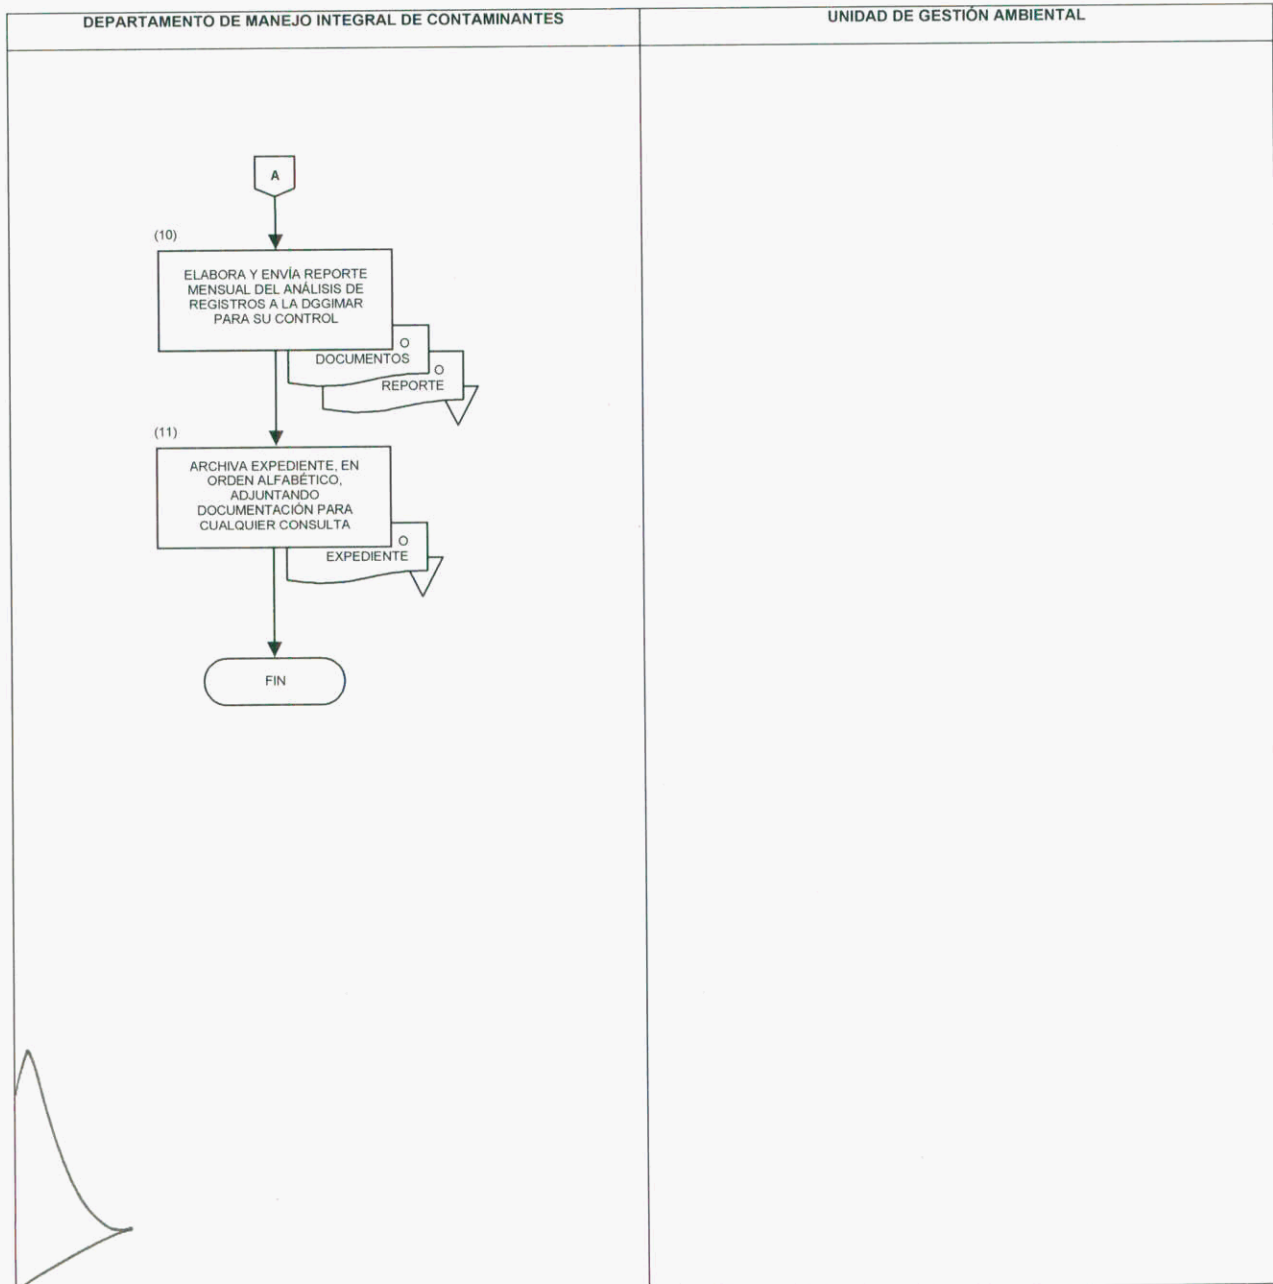 DEPARTAMENTO DE MANEJO INTEGRAL DE CONTAMINANTES
UNIDAD DE GESTIÓN AMBIENTAL
A
(10)
ELABORA Y ENVÍA REPORTE
MENSUAL DEL ANÁLISIS DE
REGISTROS A LA DGGIMAR
PARA SU CONTROL
O
DOCUMENTOS
O
REPORTE
(11)
ARCHIVA EXPEDIENTE, EN
ORDEN ALFABÉTICO,
ADJUNTANDO
DOCUMENTACIÓN PARA
CUALQUIER CONSULTA
O
EXPEDIENTE
FIN